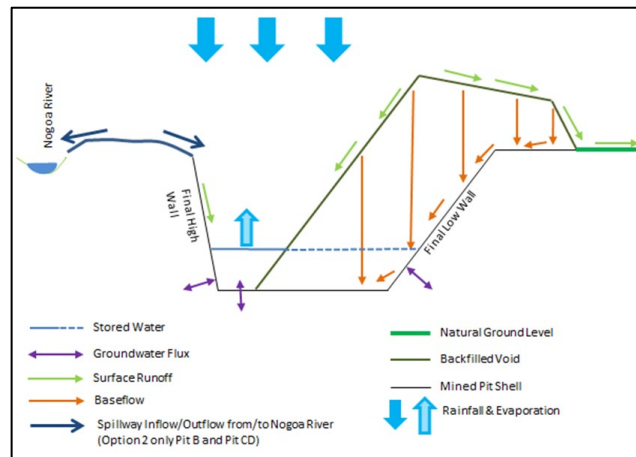 Nogoa River
Final High
Wall
Final Low Wall
Stored Water
Groundwater Flux
Surface Runoff
Baseflow
Spillway Inflow/Outflow from/to Nogoa River
(Option 2 only Pit B and Pit CD)
Natural Ground Level
Backfilled Void
Mined Pit Shell
Rainfall & Evaporation